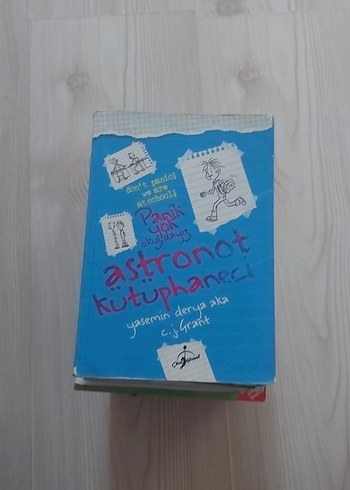 don't panic!
we are
at school;
Panik
yok
okuldayız
astronot
kütüphaneci
yasemin derya aka
c.j Grant